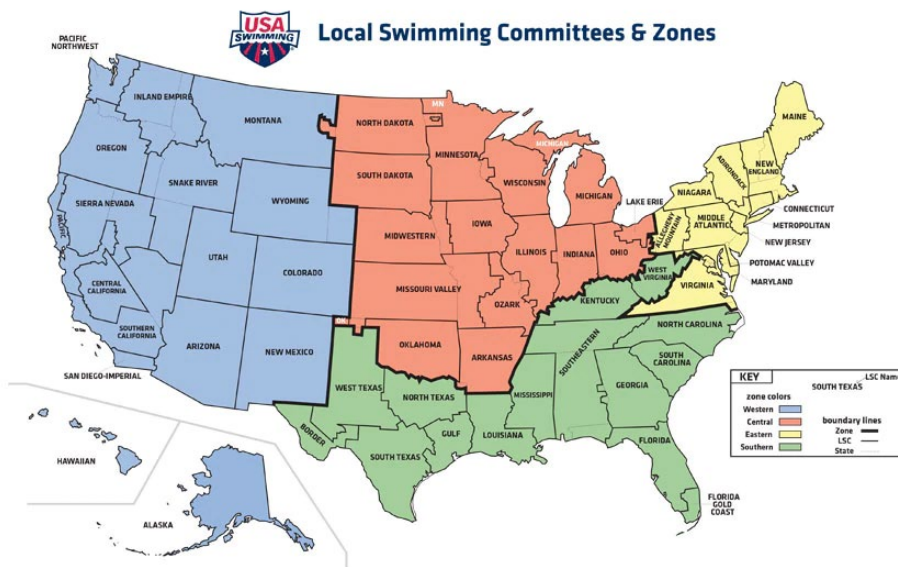 USA
SWIMMING
Local Swimming Committees & Zones
PACIFIC
NORTHWEST
INLAND EMPIRE
MONTANA
NORTH DAKOTA
MN
MINNESOTA
MICHIGAN
MAINE
OREGON
SNAKE RIVER
WYOMING
SOUTH DAKOTA
WISCONSIN
MICHIGAN
LAKE ERIE
NIAGARA
ADIRONDACK
NEW
ENGLAND
SIERRA NEVADA
PACIFIC
UTAH
COLORADO
MIDWESTERN
IOWA
ILLINOIS
INDIANA
OHIO
ALLEGHENY
MOUNTAIN
MIDDLE
ATLANTIC
CONNECTICUT
METROPOLITAN
NEW JERSEY
POTOMAC VALLEY
MARYLAND
CENTRAL
CALIFORNIA
MISSOURI VALLEY
OZARK
WEST
VIRGINIA
VIRGINIA
KENTUCKY
SOUTHERN
CALIFORNIA
ARIZONA
NEW MEXICO
OKLAHOMA
ARKANSAS
SOUTHEASTERN
NORTH CAROLINA
SOUTH
CAROLINA
SAN DIEGO-IMPERIAL
WEST TEXAS
NORTH TEXAS
MISSISSIPPI
GEORGIA
BORDER
SOUTH TEXAS
GULF
LOUISIANA
FLORIDA
FLORIDA
GOLD
COAST
HAWAIIAN
ALASKA
KEY
LSC Name
SOUTH TEXAS
zone colors
Western
Central
Eastern
Southern
boundary lines
Zone
LSC
State